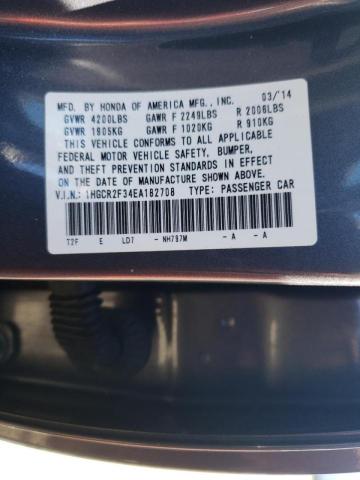 MFD. BY HONDA OF AMERICA MFG., INC. 03/'14
GVWR 4200LBS GAWR F 2249LBS R 2006LBS
GVWR 1905KG GAWR F 1020KG R 910KG
THIS VEHICLE CONFORMS TO ALL APPLICABLE
FEDERAL MOTOR VEHICLE SAFETY, BUMPER,
AND THEFT PREVENTION STANDARDS IN EFFECT
ON THE DATE OF MANUFACTURE SHOWN ABOVE.
V.I.N.: 1HGCR2F34EA182708 TYPE: PASSENGER CAR
T2F E LD7 - NH797M - A - A